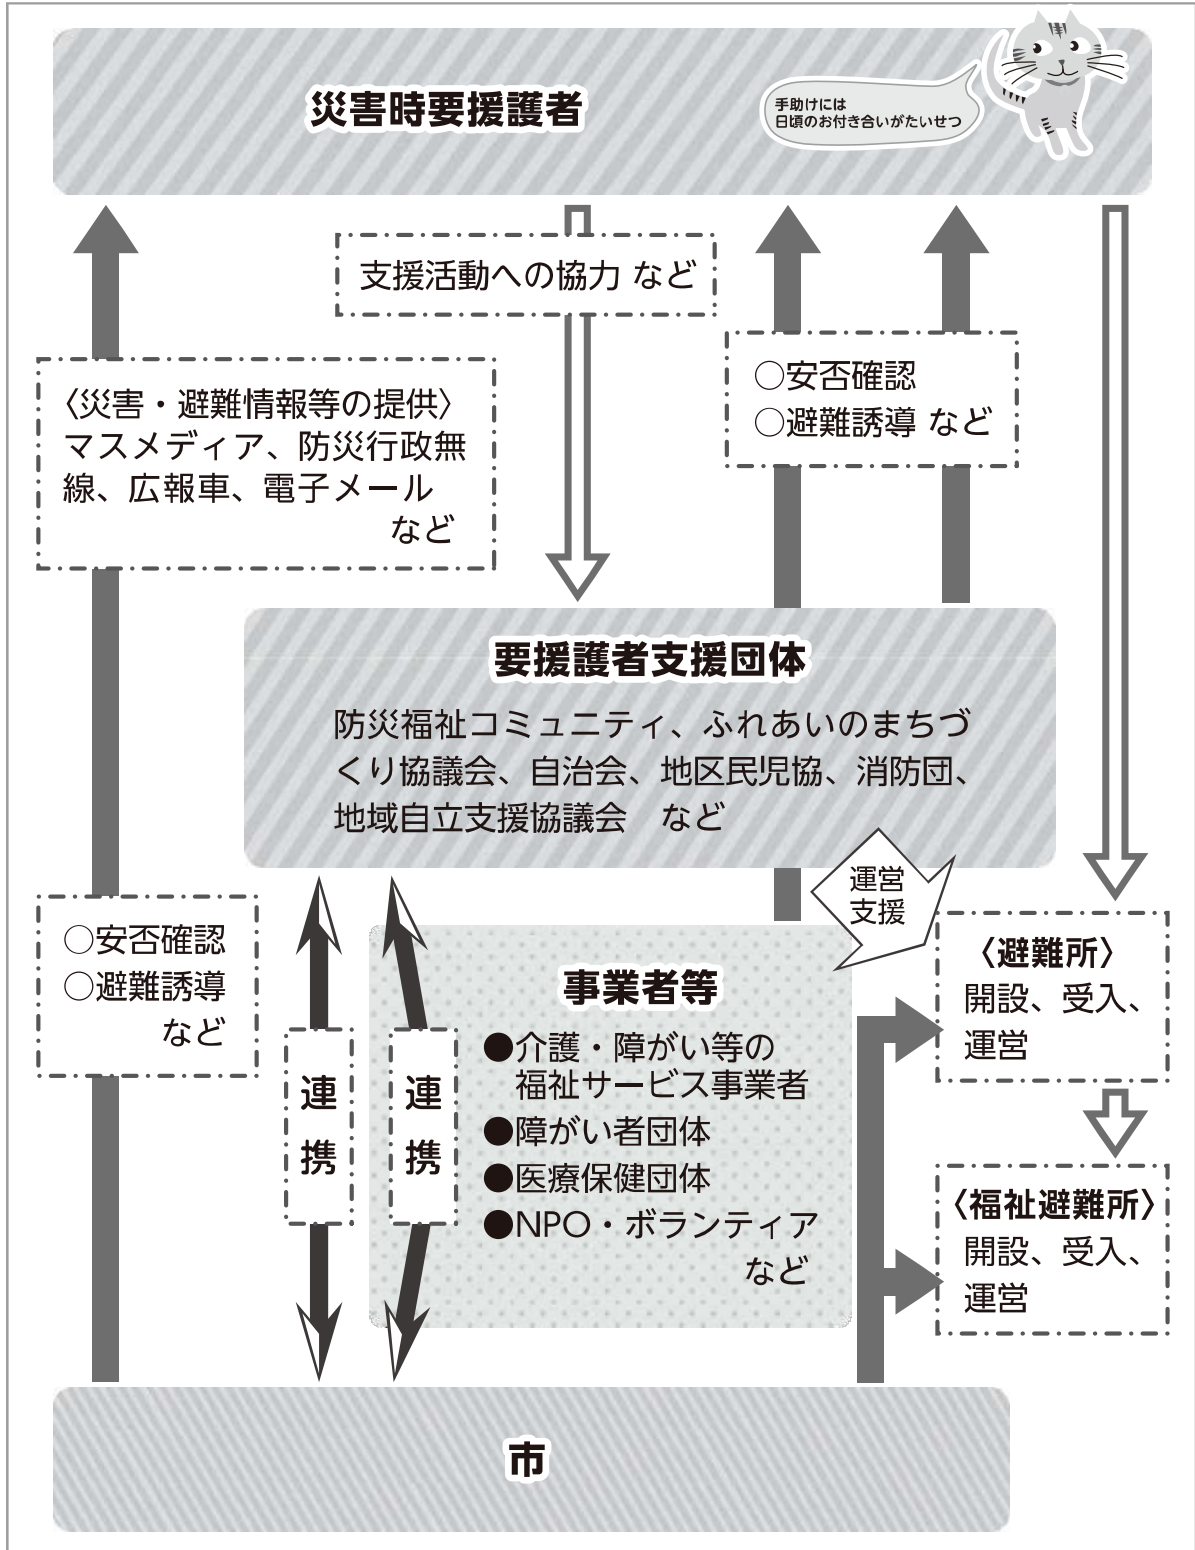 災害時要援護者
手助けには
日頃のお付き合いがたいせつ
支援活動への協力 など
〈災害・避難情報等の提供〉
マスメディア、防災行政無
線、広報車、電子メール
など
○安否確認
○避難誘導 など
要援護者支援団体
防災福祉コミュニティ、ふれあいのまちづ
くり協議会、自治会、地区民児協、消防団、
地域自立支援協議会 など
運営
支援
○安否確認
○避難誘導
など
連
携
連
携
事業者等
●介護・障がい等の
福祉サービス事業者
●障がい者団体
●医療保健団体
●NPO・ボランティア
など
〈避難所〉
開設、受入、
運営
〈福祉避難所〉
開設、受入、
運営
市